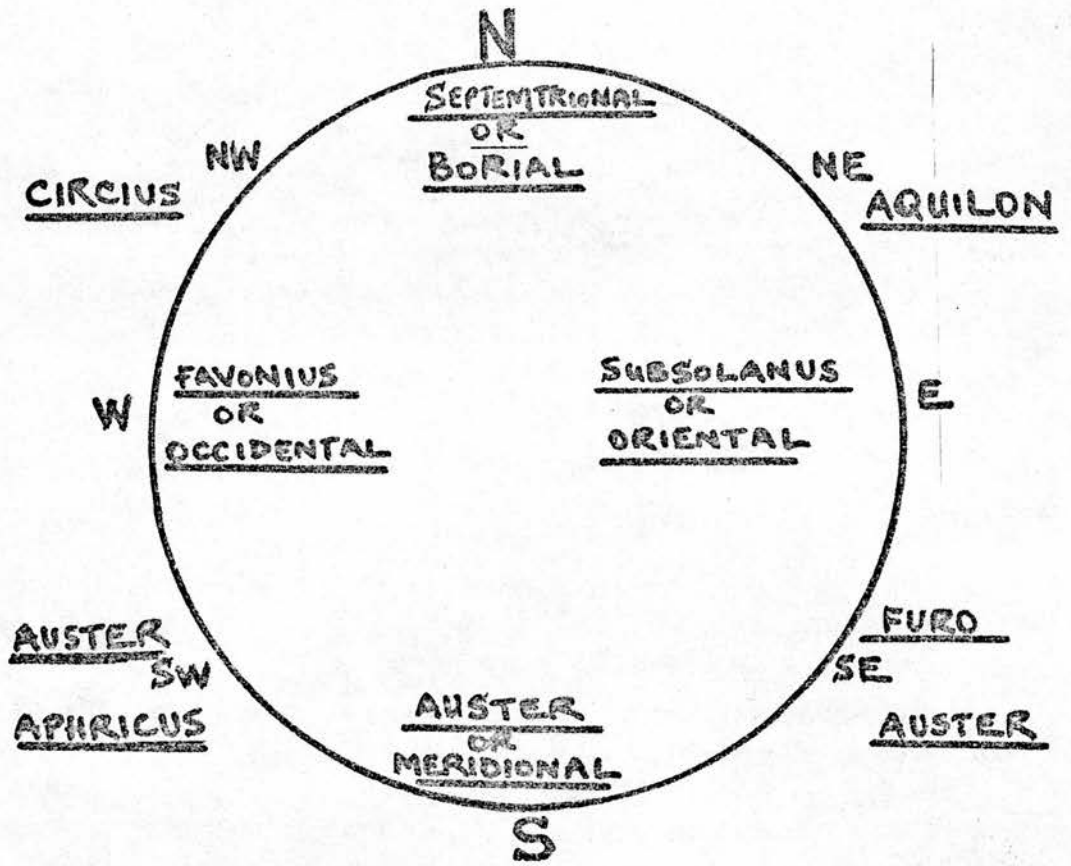 N
SEPTEMTRIONAL
OR
BORIAL
NW
NE
CIRCIUS
AQUILON
FAVONIUS
OR
OCCIDENTAL
W
SUBSOLANUS
OR
ORIENTAL
E
AUSTER
SW
APHRICUS
FURO
SE
AUSTER
AUSTER
OR
MERIDIONAL
S